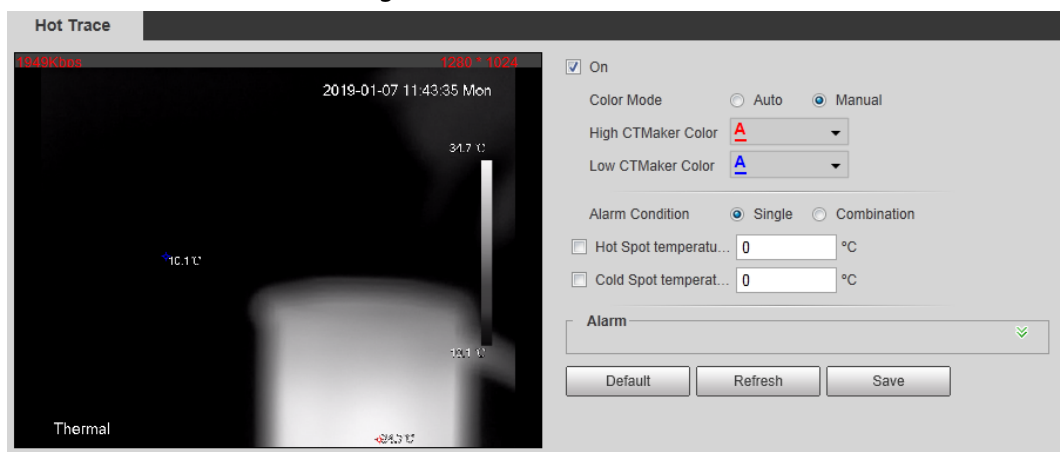 Hot Trace
1949Kbps
1280 * 1024
2019-01-07 11:43:35 Mon
34.7 ℃
10.1℃
Thermal
On
Color Mode Auto Manual
High CTMaker Color A
Low CTMaker Color A
Alarm Condition Single Combination
Hot Spot temperatu... 0 °C
Cold Spot temperat... 0 °C
Alarm
Default Refresh Save